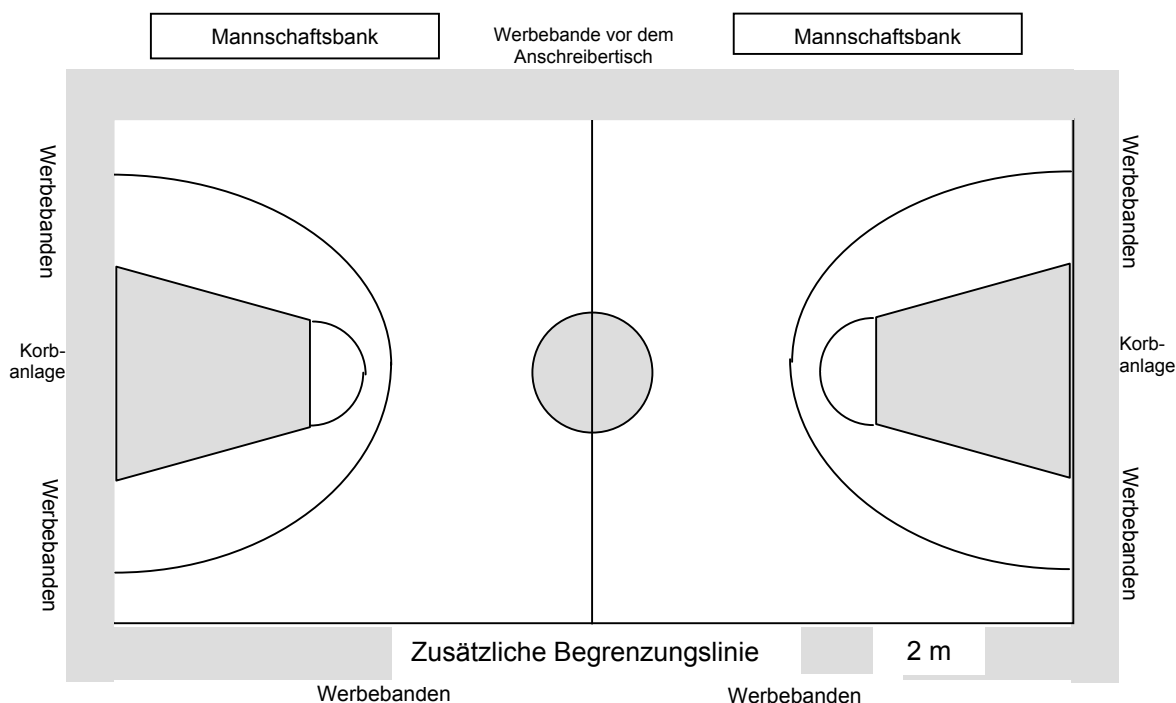 Mannschaftsbank
Werbebande vor dem
Anschreibertisch
Mannschaftsbank
Werbebanden
Werbebanden
Korb-
anlage
Korb-
anlage
Werbebanden
Werbebanden
Zusätzliche Begrenzungslinie
2 m
Werbebanden
Werbebanden